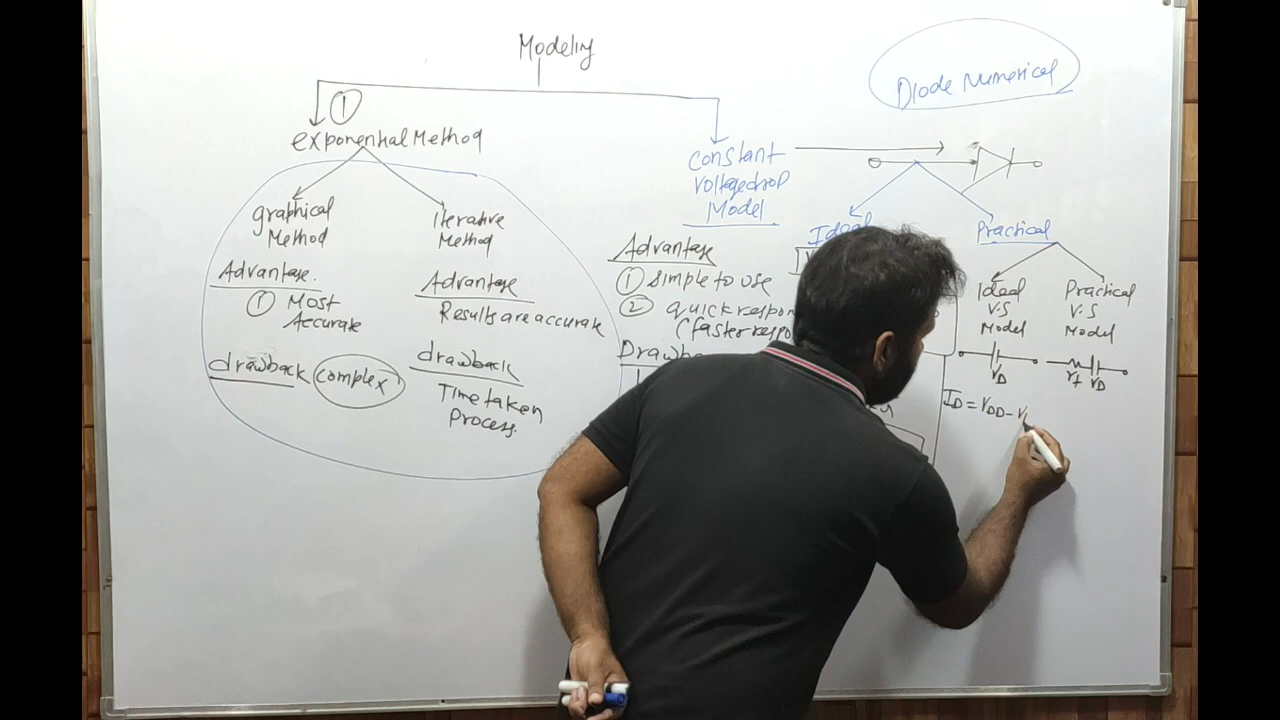 Modeling
Diode Numerical
1
exponential Method
constant
voltage drop
Model
graphical
Method
iterative
Method
Ideal
Practical
Advantage.
① Most
Accurate
Advantage
Results are accurate
Advantage
① simple to use
② quick respon
(faster respo
Ideal
V.S
Model
Practical
V.S
Model
drawback complex
drawback
Time taken
Process.
Drawba
VD
rf VD
ID = VDD - V